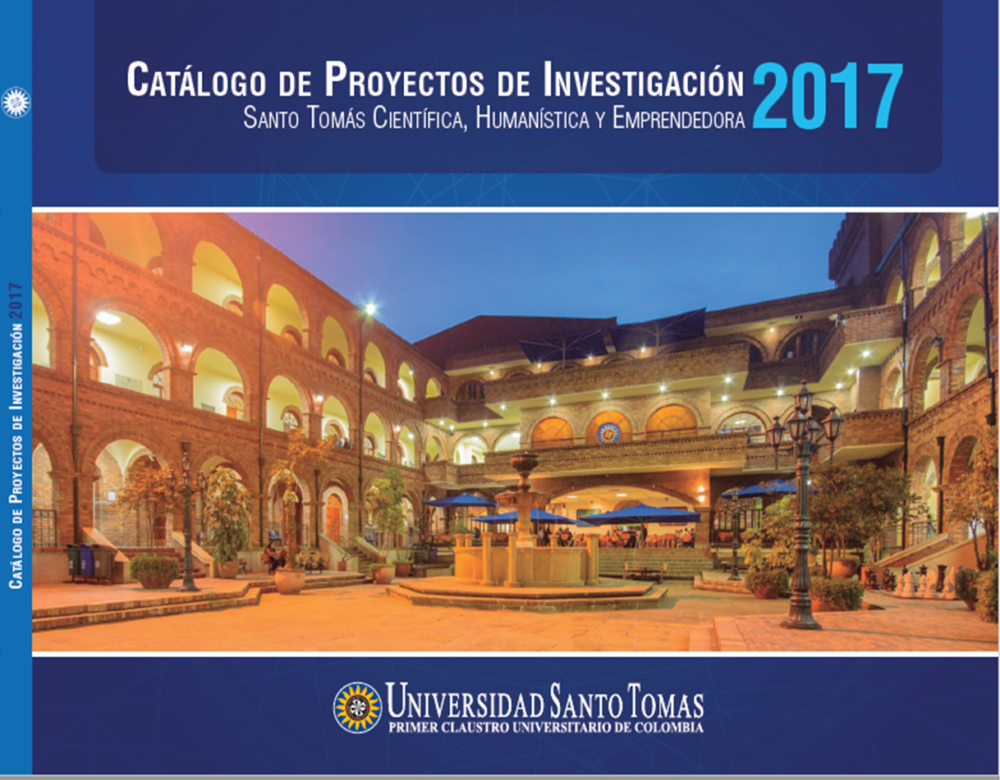 CATÁLOGO DE PROYECTOS DE INVESTIGACIÓN 2017
SANTO TOMÁS CIENTÍFICA, HUMANÍSTICA Y EMPRENDEDORA
CATÁLOGO DE PROYECTOS DE INVESTIGACIÓN 2017
UNIVERSIDAD SANTO TOMAS
PRIMER CLAUSTRO UNIVERSITARIO DE COLOMBIA